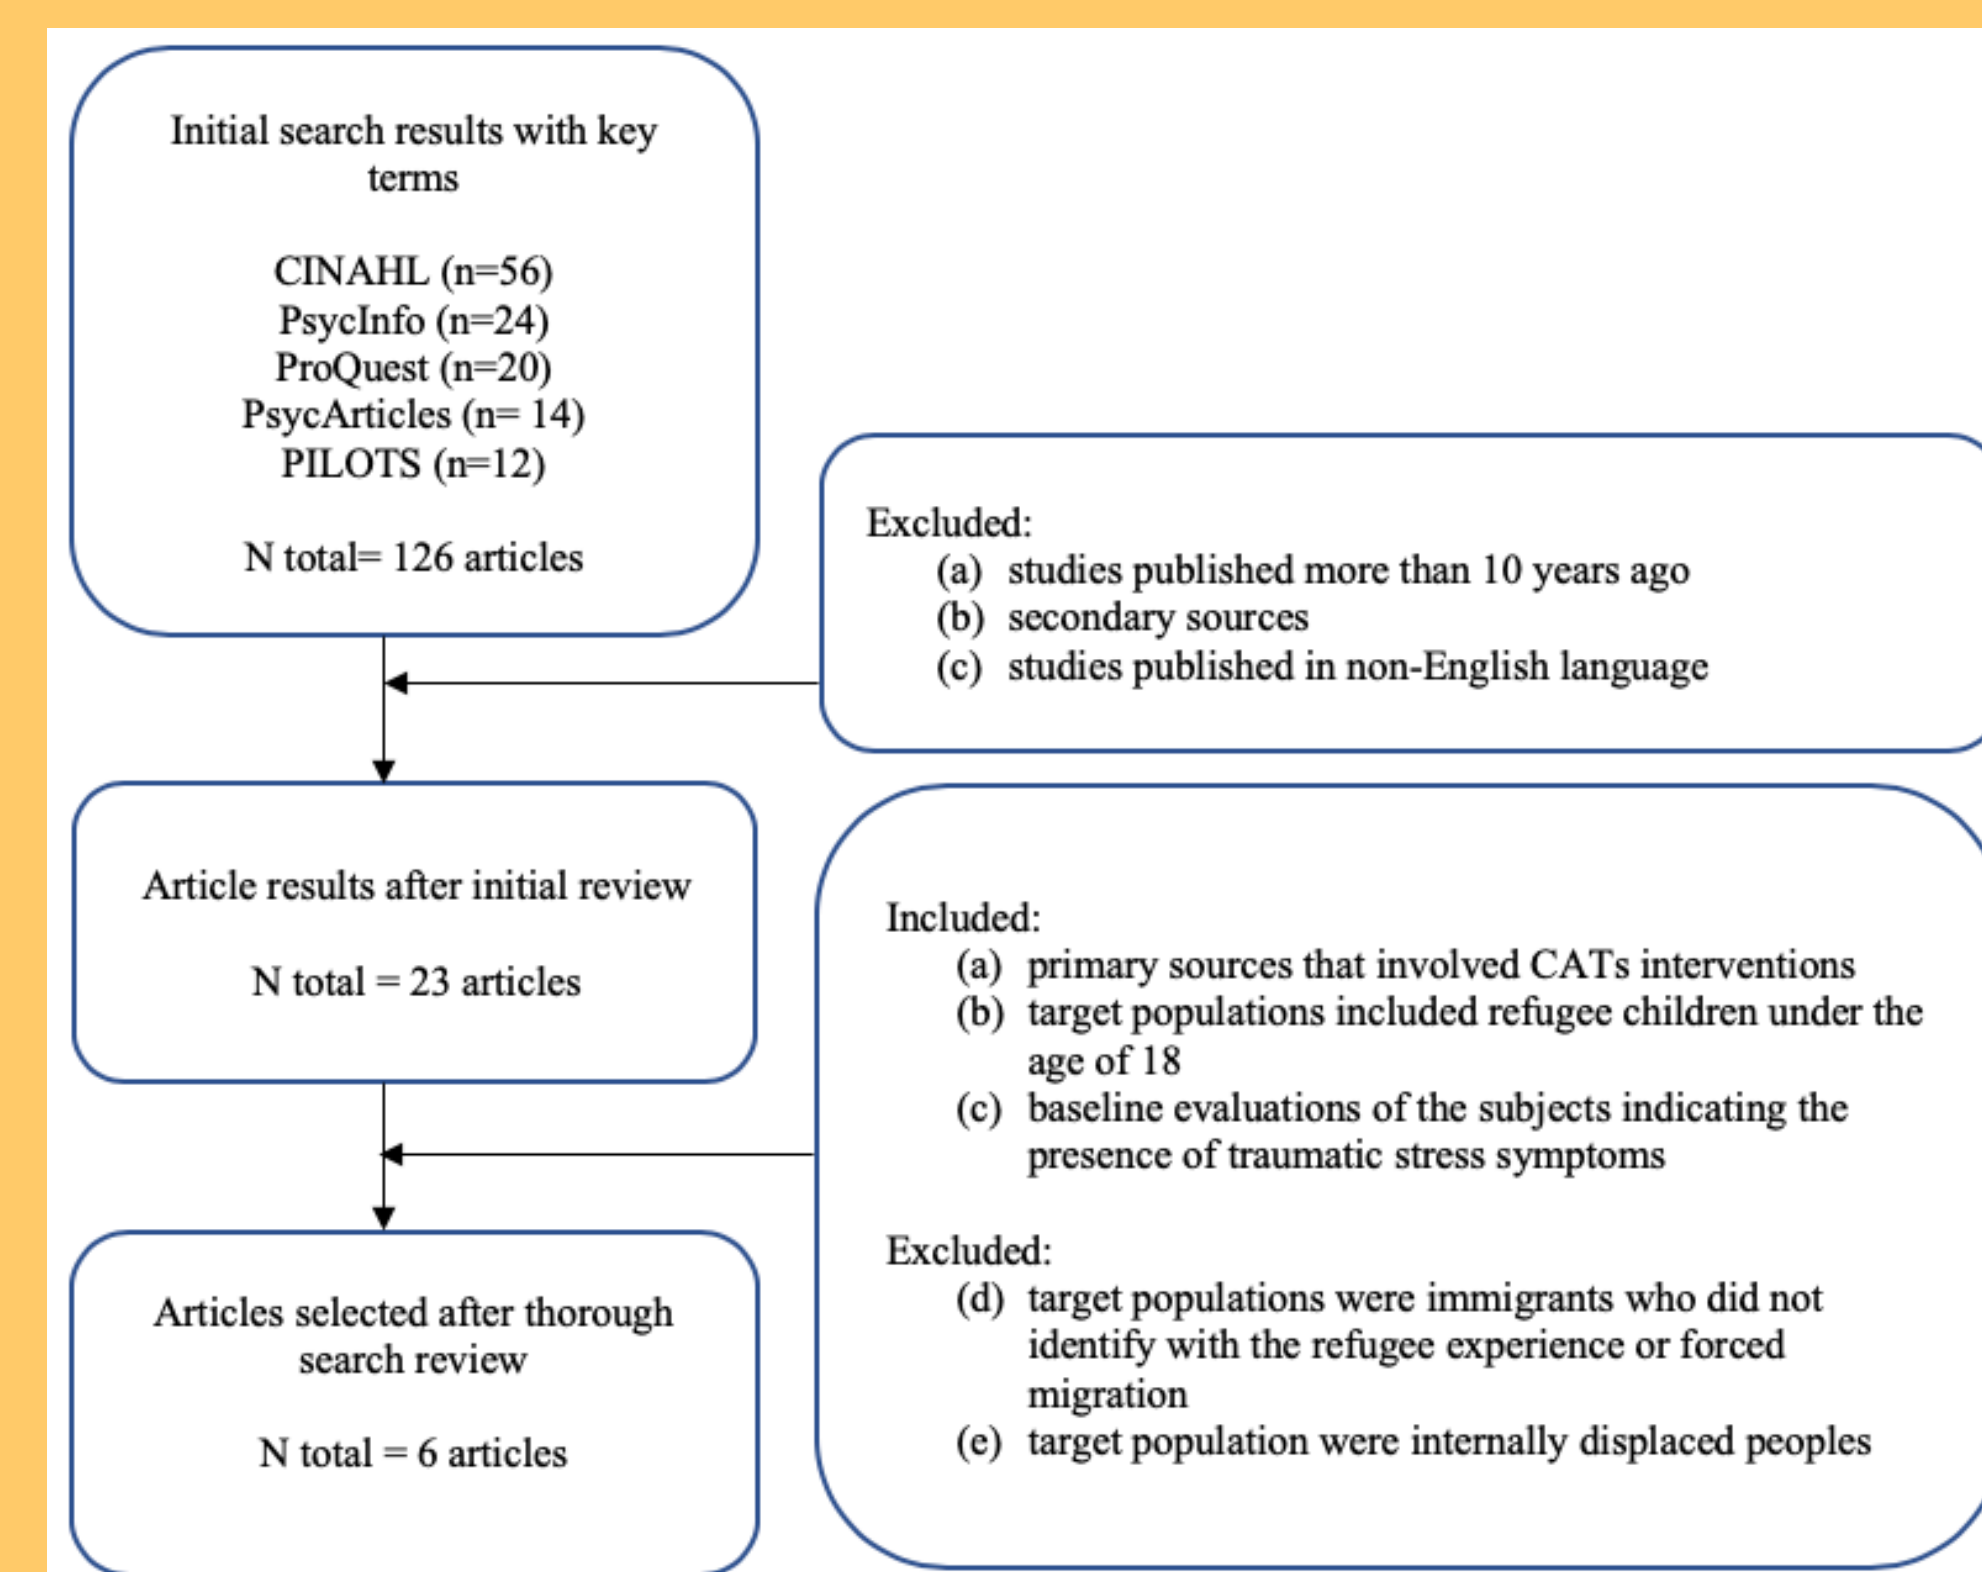 Initial search results with key
terms
CINAHL (n=56)
PsycInfo (n=24)
ProQuest (n=20)
PsycArticles (n= 14)
PILOTS (n=12)
N total= 126 articles
Excluded:
(a) studies published more than 10 years ago
(b) secondary sources
(c) studies published in non-English language
Article results after initial review
N total = 23 articles
Included:
(a) primary sources that involved CATs interventions
(b) target populations included refugee children under the
age of 18
(c) baseline evaluations of the subjects indicating the
presence of traumatic stress symptoms
Excluded:
(d) target populations were immigrants who did not
identify with the refugee experience or forced
migration
(e) target population were internally displaced peoples
Articles selected after thorough
search review
N total = 6 articles